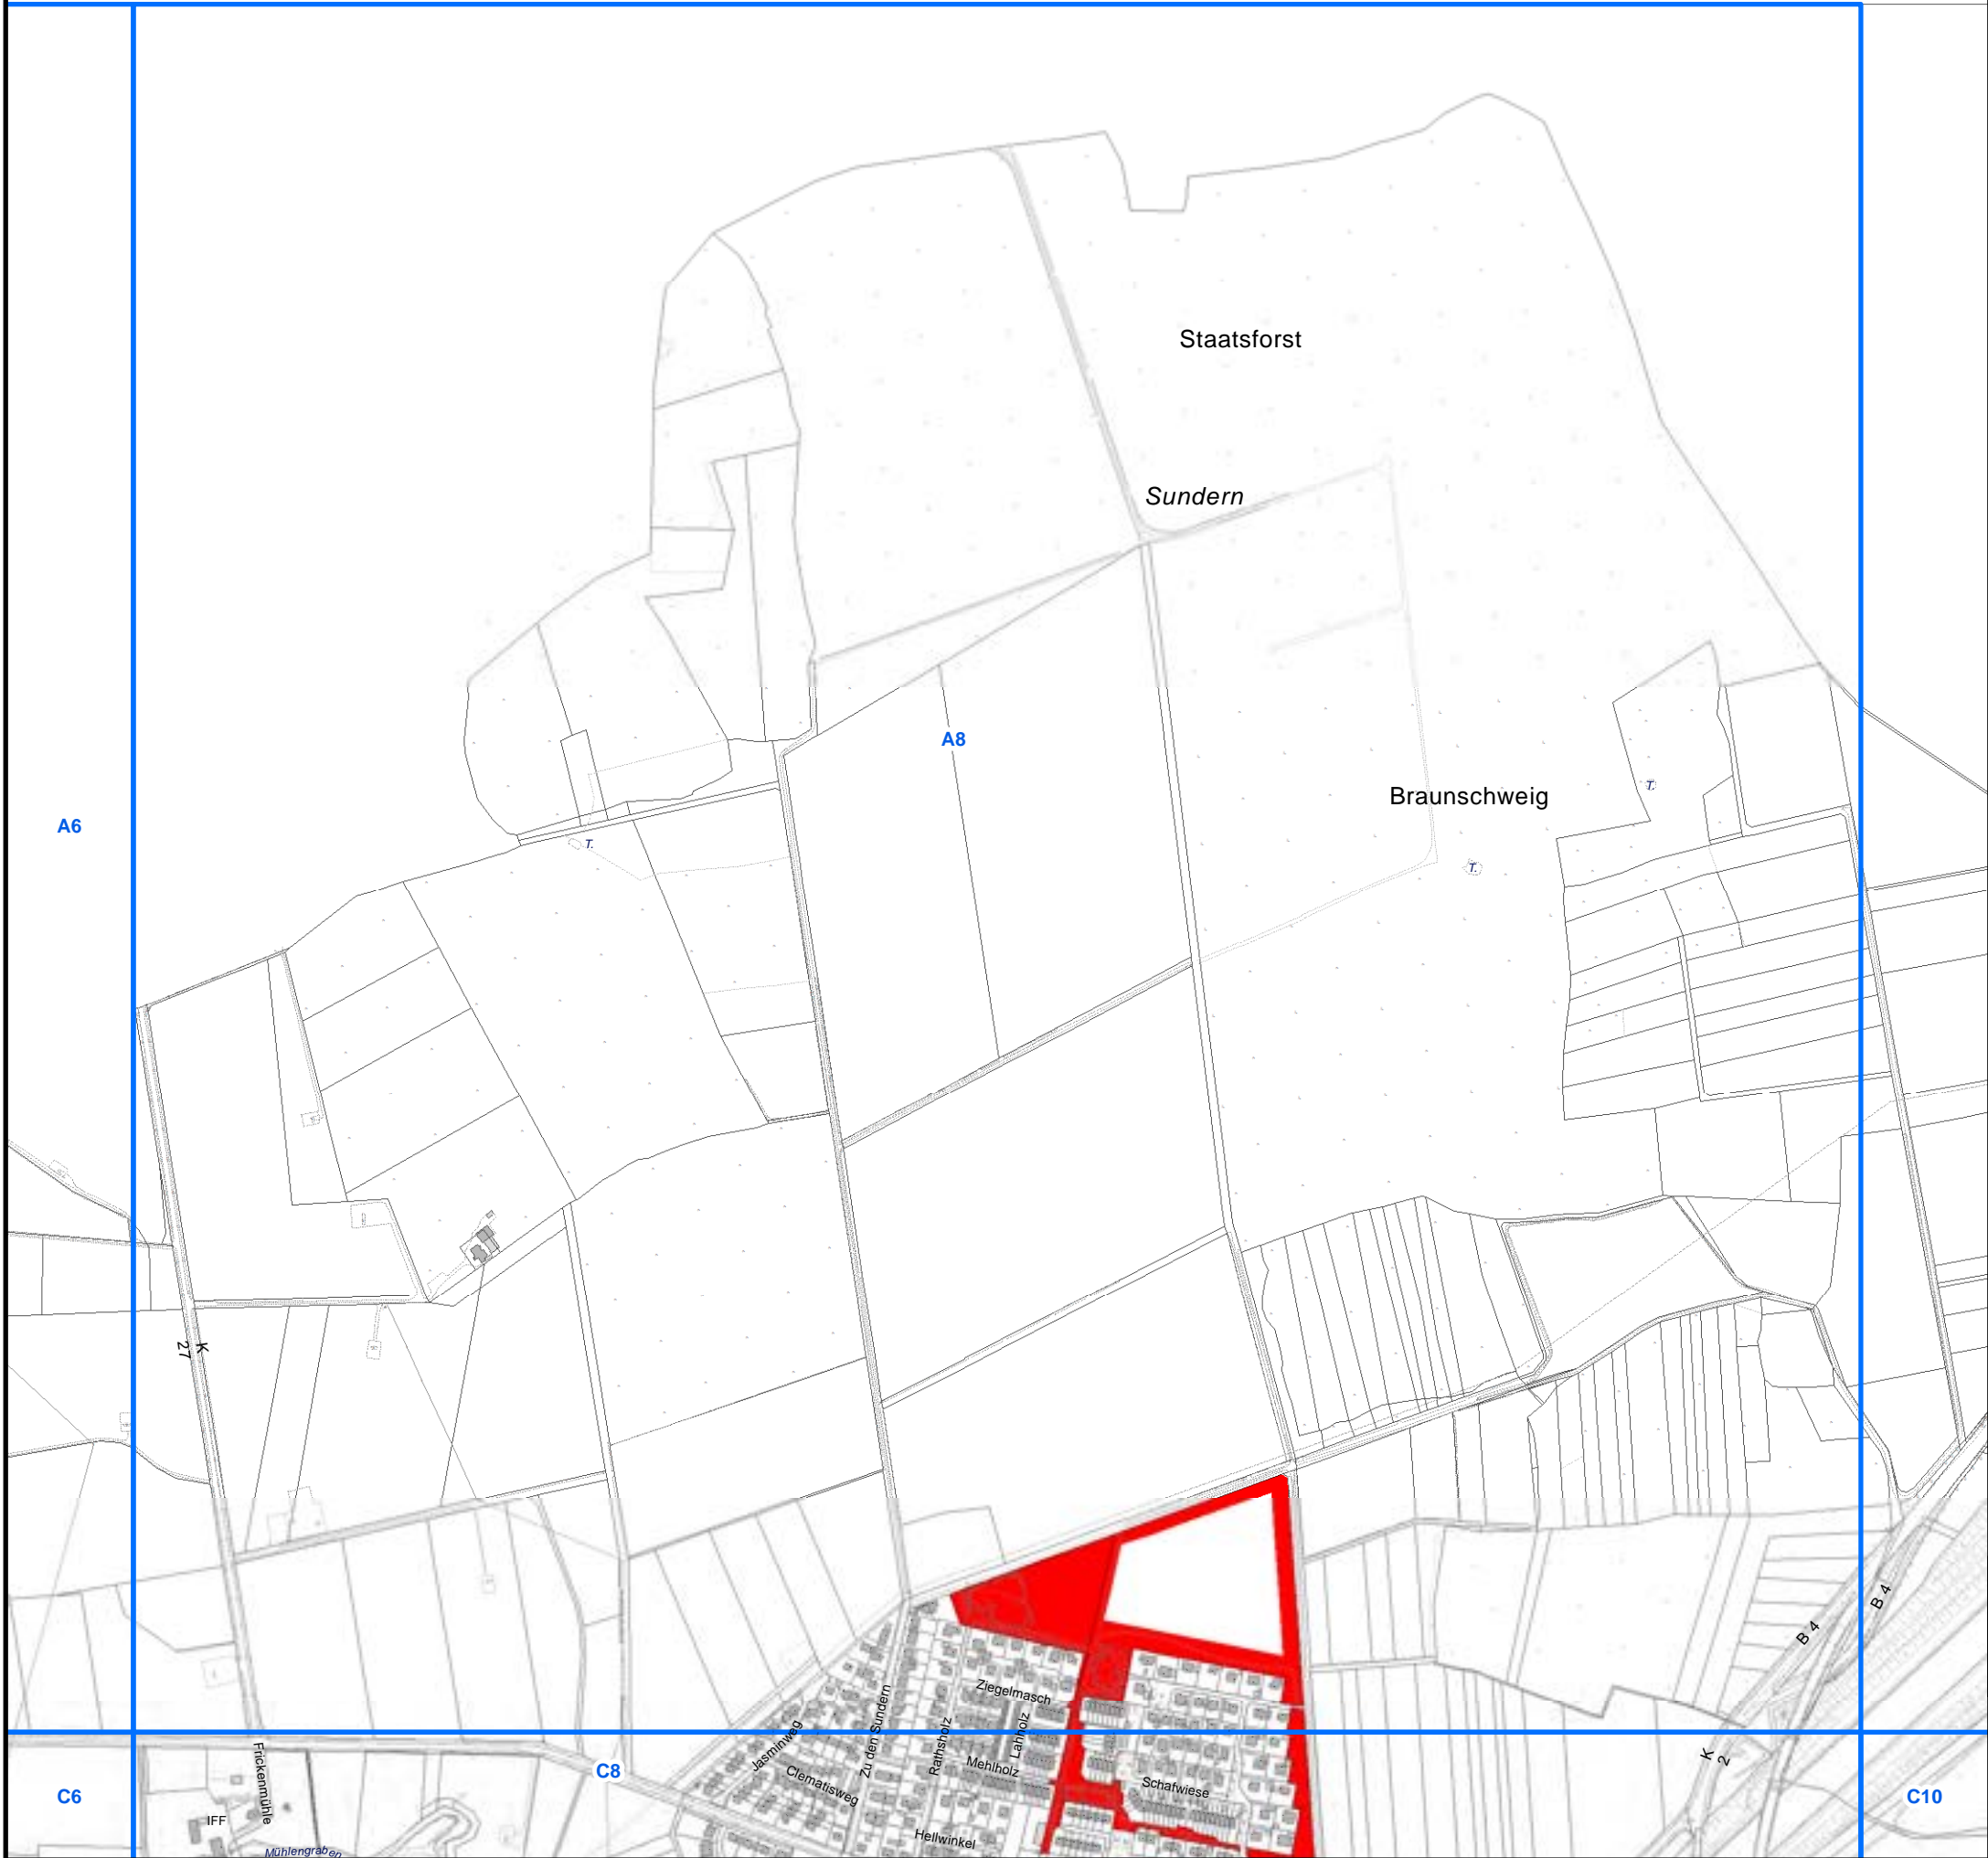 Staatsforst
Sundern
A8
Braunschweig
T.
A6
T.
T.
K
27
B 4
B 4
Ziegelmasch
Zu den Sundern
Lahholz
Rathsholz
Jasminweg
K
2
Frickenmühle
C8
Mehlholz
Clematisweg
Schafwiese
C6
C10
IFF
Hellwinkel
Mühlengraben